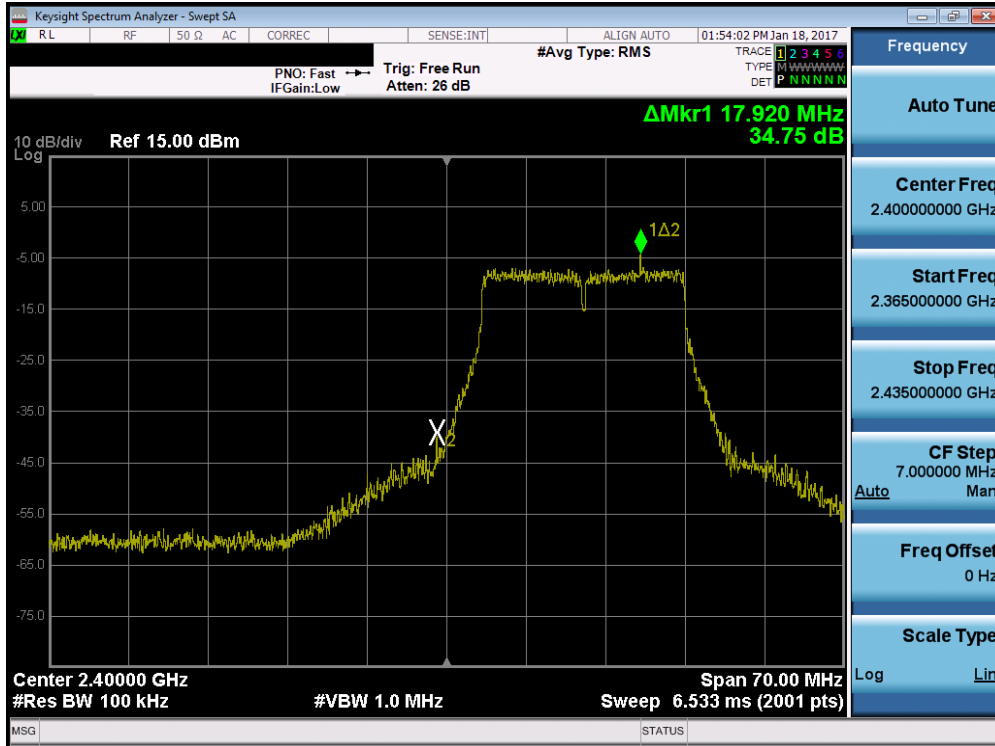 Keysight Spectrum Analyzer - Swept SA
LXI RL RF 50 Ω AC CORREC SENSE:INT ALIGN AUTO 01:54:02 PM Jan 18, 2017
#Avg Type: RMS
TRACE 1 2 3 4 5 6
TYPE M WWWWW
DET P N N N N N
PNO: Fast
IFGain:Low
Trig: Free Run
Atten: 26 dB
ΔMkr1 17.920 MHz
34.75 dB
10 dB/div Ref 15.00 dBm
Log
5.00
-5.00
-15.0
-25.0
-35.0
-45.0
-55.0
-65.0
-75.0
1Δ2
X2
Center 2.40000 GHz Span 70.00 MHz
#Res BW 100 kHz #VBW 1.0 MHz Sweep 6.533 ms (2001 pts)
MSG STATUS
Frequency
Auto Tune
Center Freq
2.400000000 GHz
Start Freq
2.365000000 GHz
Stop Freq
2.435000000 GHz
CF Step
7.000000 MHz
Auto Man
Freq Offset
0 Hz
Scale Type
Log Lin